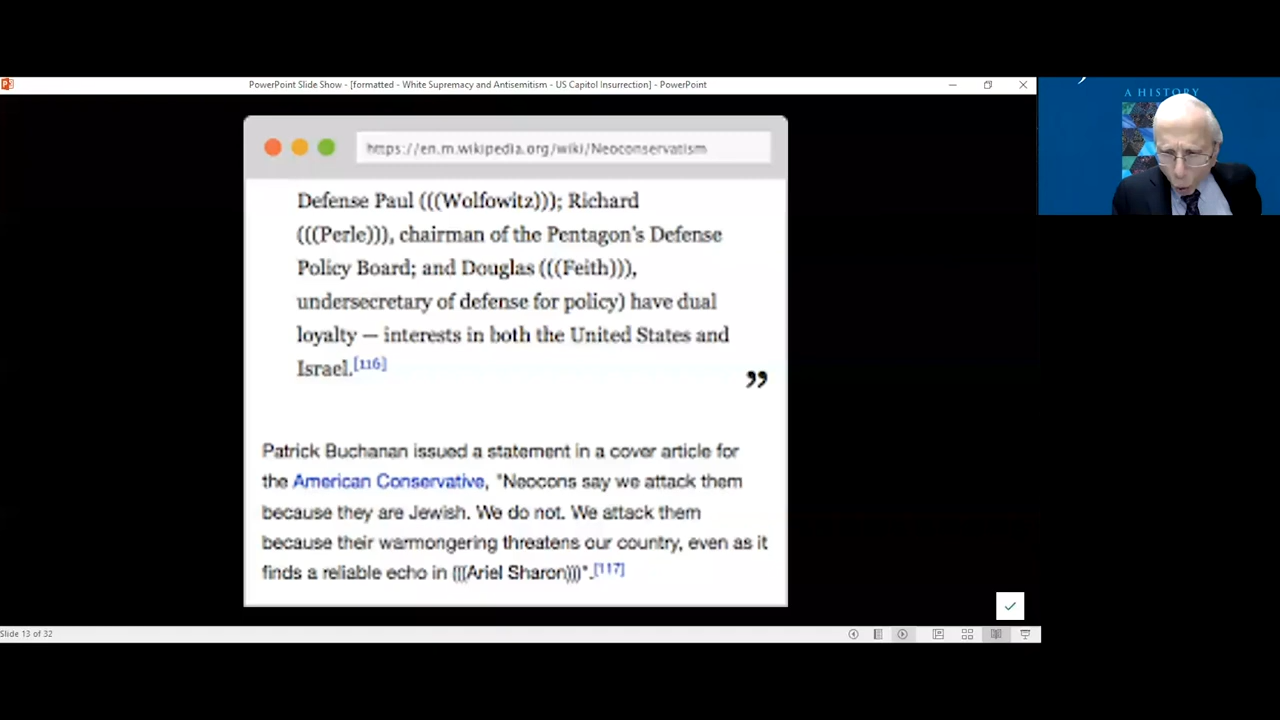 PowerPoint Slide Show - [formatted - White Supremacy and Antisemitism - US Capitol Insurrection] - PowerPoint
A HISTORY
https://en.m.wikipedia.org/wiki/Neoconservatism
Defense Paul (((Wolfowitz))); Richard
(((Perle))), chairman of the Pentagon's Defense
Policy Board; and Douglas (((Feith))),
undersecretary of defense for policy) have dual
loyalty — interests in both the United States and
Israel.[116]
”
Patrick Buchanan issued a statement in a cover article for
the American Conservative, "Neocons say we attack them
because they are Jewish. We do not. We attack them
because their warmongering threatens our country, even as it
finds a reliable echo in (((Ariel Sharon)))".[117]
Slide 13 of 32